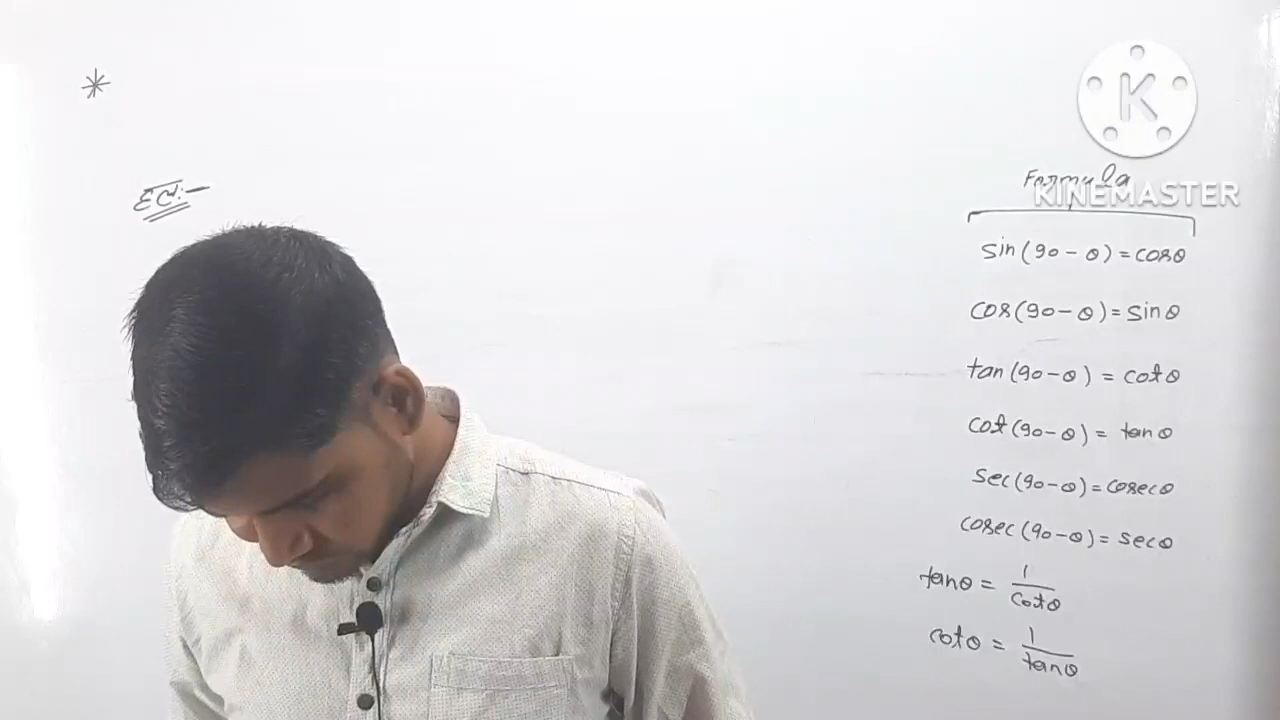 *
हल:-
K
Formula
KINEMASTER
sin(90-θ)=cosθ
cos(90-θ)=sinθ
tan(90-θ) = cotθ
cot(90-θ) = tanθ
sec(90-θ)=cosecθ
cosec(90-θ)=secθ
tanθ = 1/cotθ
cotθ = 1/tanθ